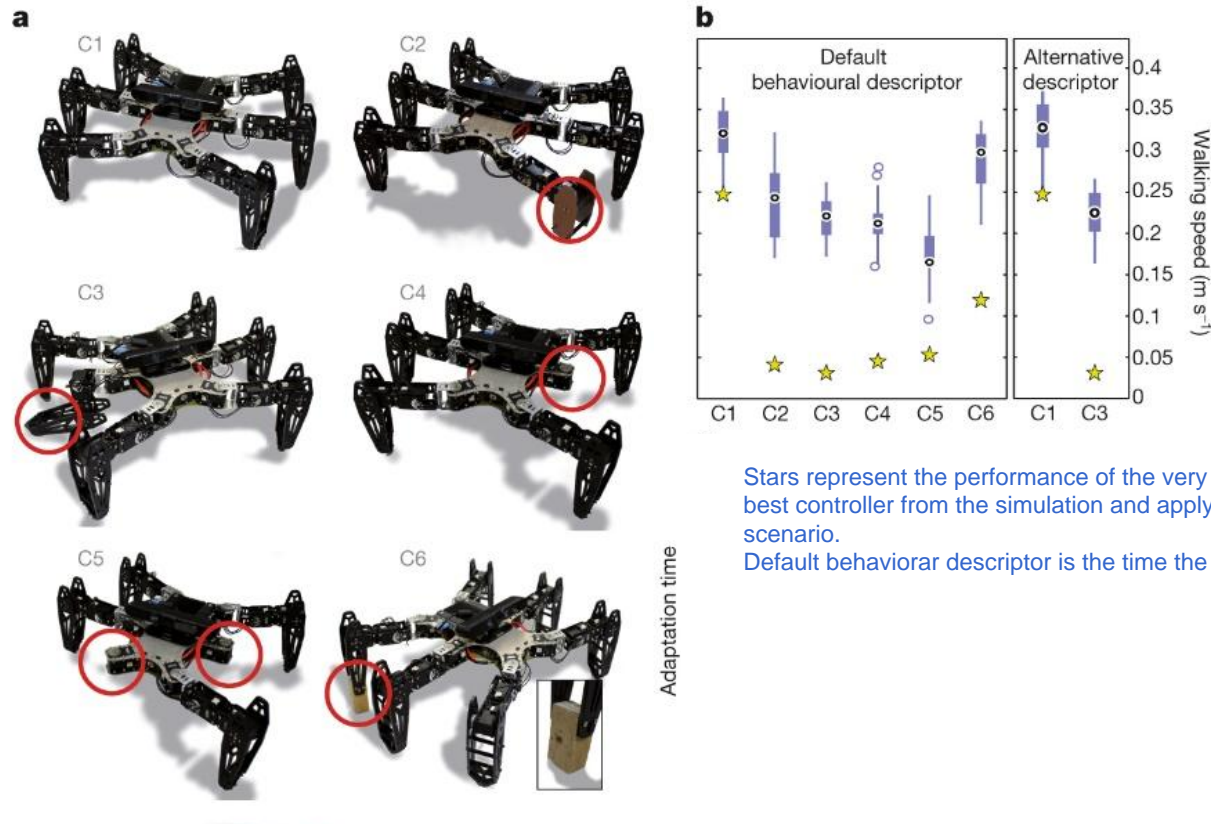 a
C1
C2
C3
C4
C5
C6
Adaptation time
b
Default
behavioural descriptor
Alternative
descriptor
0.4
0.35
0.3
0.25
0.2
0.15
0.1
0.05
0
Walking speed (m s⁻¹)
C1 C2 C3 C4 C5 C6 C1 C3
Stars represent the performance of the very
best controller from the simulation and apply
scenario.
Default behaviorar descriptor is the time the